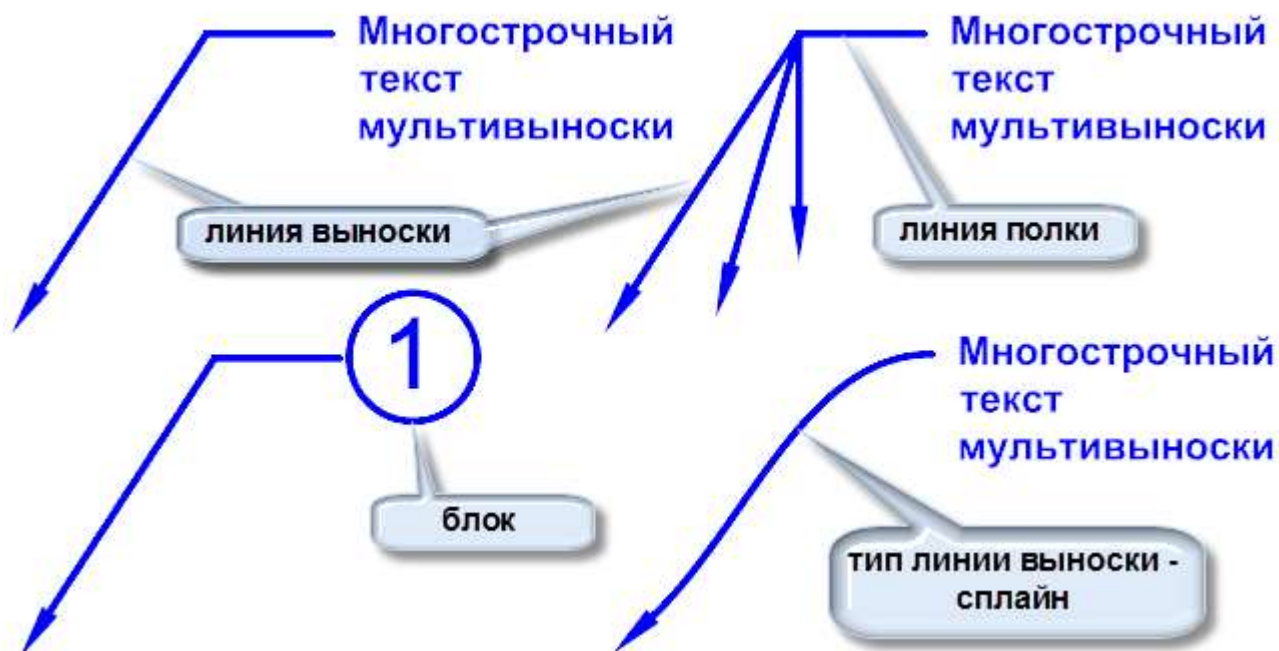 Многострочный
текст
мультивыноски
Многострочный
текст
мультивыноски
линия выноски
линия полки
1
блок
Многострочный
текст
мультивыноски
тип линии выноски -
сплайн